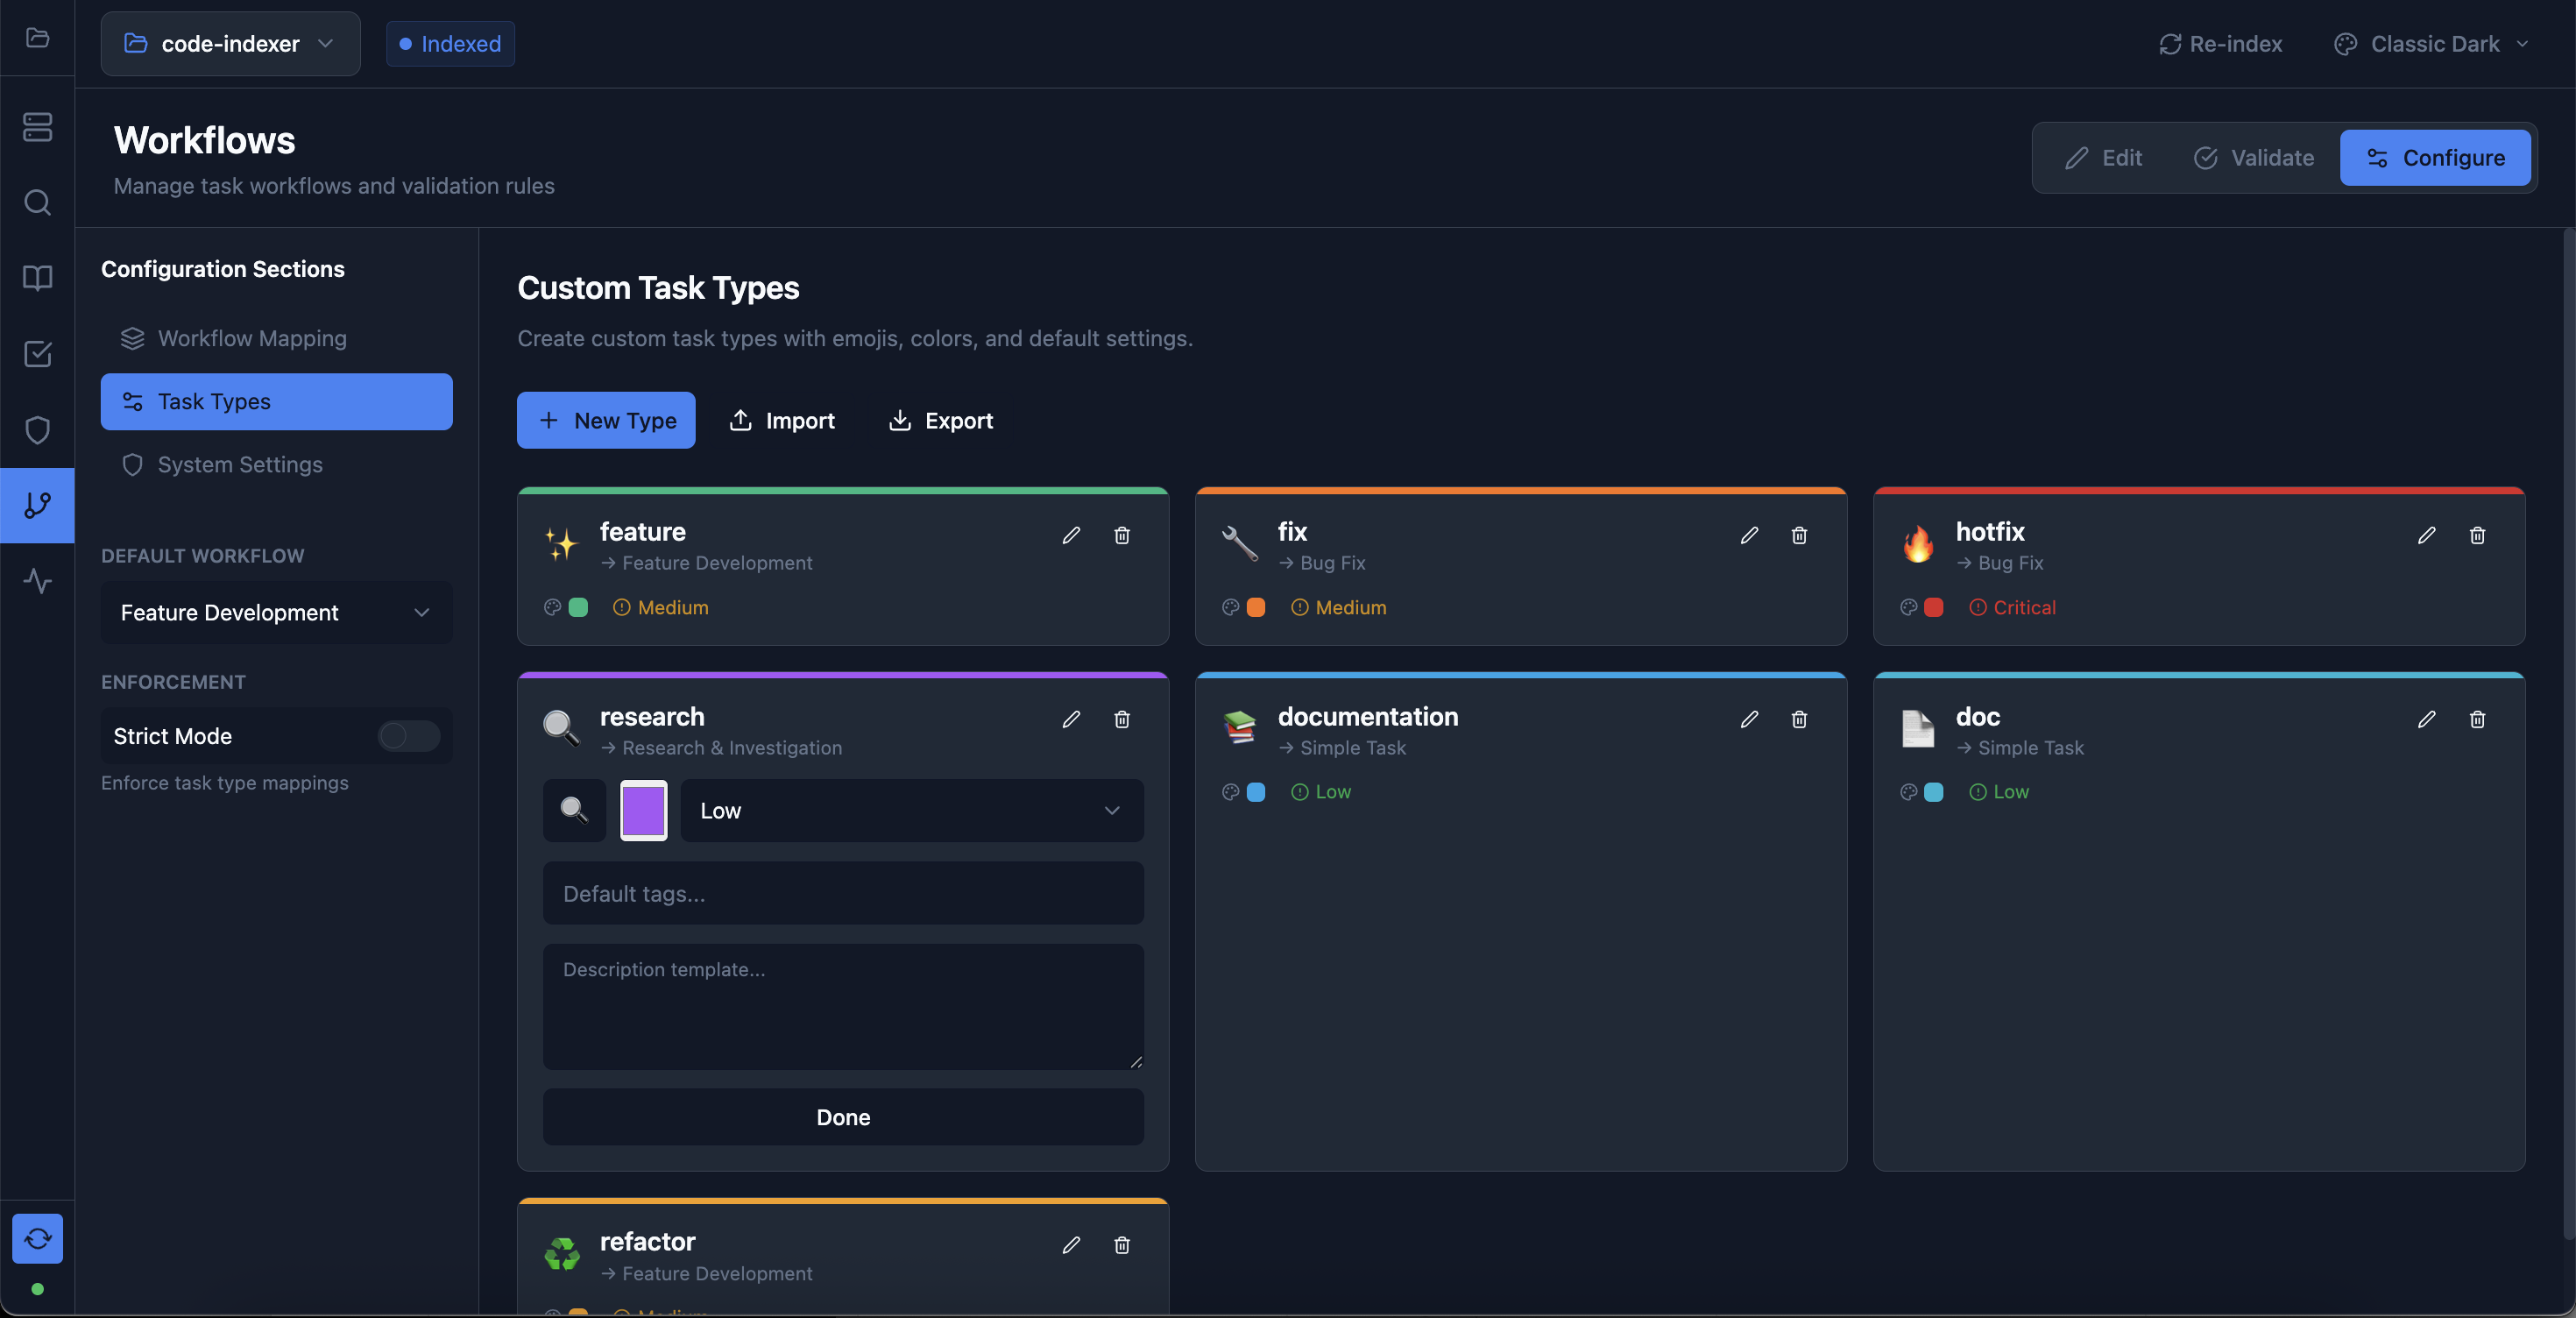 code-indexer
Indexed
Re-index
Classic Dark
Workflows
Manage task workflows and validation rules
Edit
Validate
Configure
Configuration Sections
Workflow Mapping
Task Types
System Settings
DEFAULT WORKFLOW
Feature Development
ENFORCEMENT
Strict Mode
Enforce task type mappings
Custom Task Types
Create custom task types with emojis, colors, and default settings.
New Type
Import
Export
feature
→ Feature Development
Medium
fix
→ Bug Fix
Medium
hotfix
→ Bug Fix
Critical
research
→ Research & Investigation
Low
Default tags...
Description template...
Done
documentation
→ Simple Task
Low
doc
→ Simple Task
Low
refactor
→ Feature Development
Medium